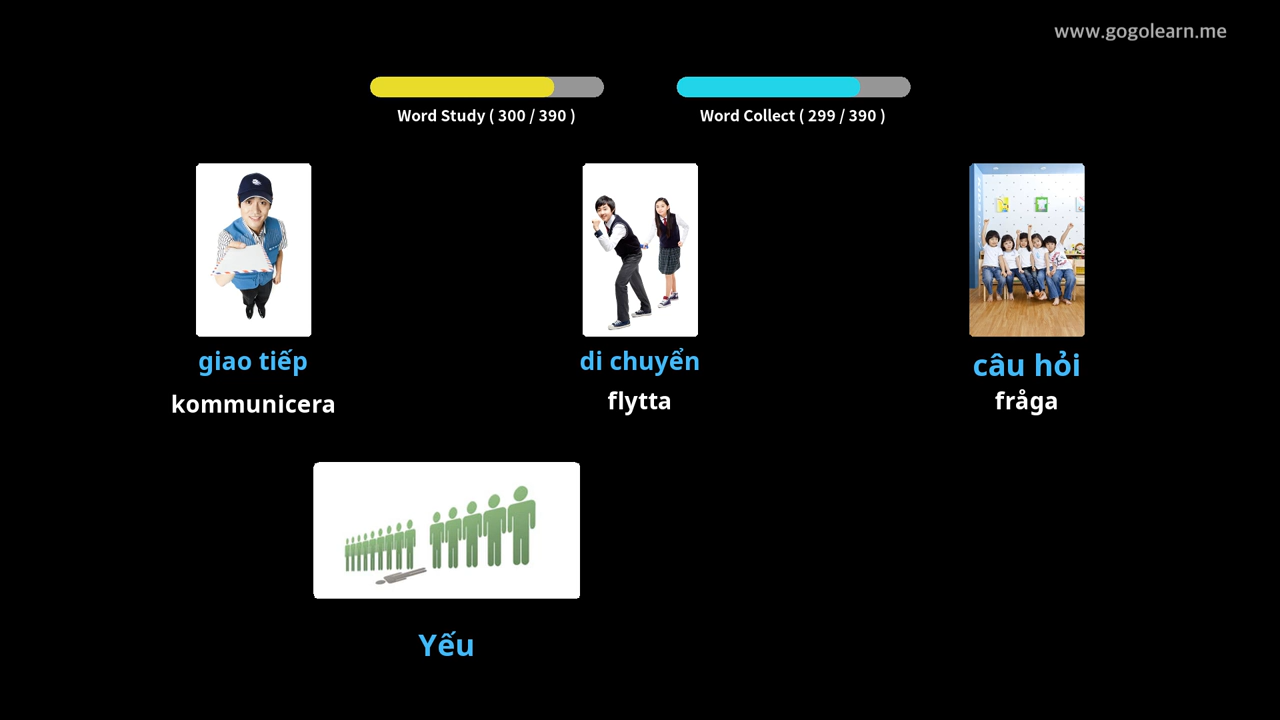 www.gogolearn.me
Word Study ( 300 / 390 )
Word Collect ( 299 / 390 )
giao tiếp
di chuyển
câu hỏi
kommunicera
flytta
fråga
Yếu